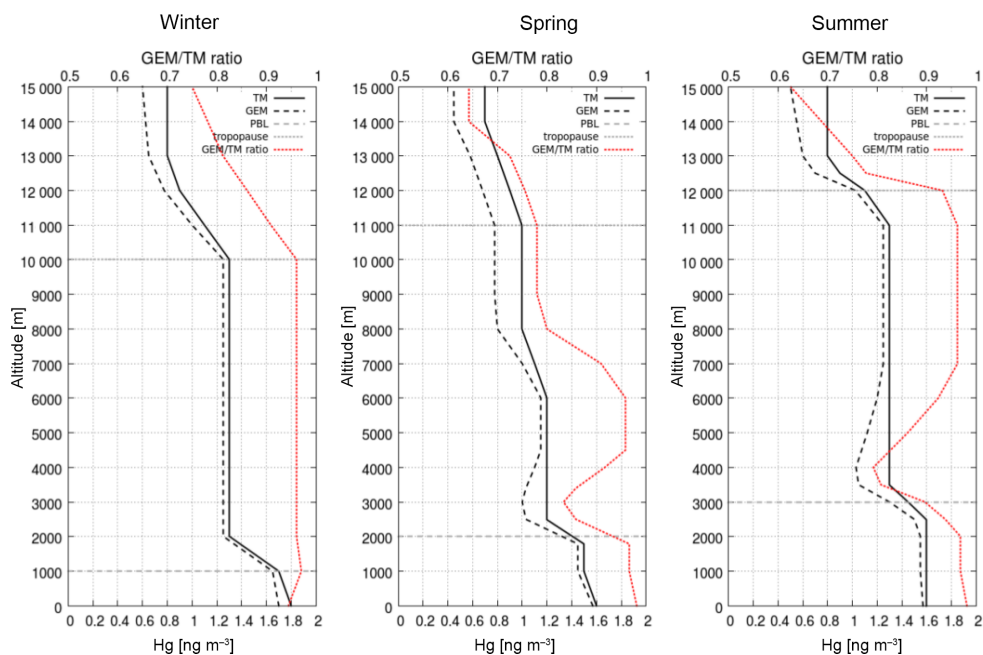 Winter
GEM/TM ratio
0.5 0.6 0.7 0.8 0.9 1
15 000
14 000
13 000
12 000
11 000
10 000
9000
8000
7000
6000
5000
4000
3000
2000
1000
0
Altitude [m]
TM
GEM
PBL
tropopause
GEM/TM ratio
0 0.2 0.4 0.6 0.8 1 1.2 1.4 1.6 1.8 2
Hg [ng m⁻³]
Spring
GEM/TM ratio
0.5 0.6 0.7 0.8 0.9 1
15 000
14 000
13 000
12 000
11 000
10 000
9000
8000
7000
6000
5000
4000
3000
2000
1000
0
Altitude [m]
TM
GEM
PBL
tropopause
GEM/TM ratio
0 0.2 0.4 0.6 0.8 1 1.2 1.4 1.6 1.8 2
Hg [ng m⁻³]
Summer
GEM/TM ratio
0.5 0.6 0.7 0.8 0.9 1
15 000
14 000
13 000
12 000
11 000
10 000
9000
8000
7000
6000
5000
4000
3000
2000
1000
0
Altitude [m]
TM
GEM
PBL
tropopause
GEM/TM ratio
0 0.2 0.4 0.6 0.8 1 1.2 1.4 1.6 1.8 2
Hg [ng m⁻³]